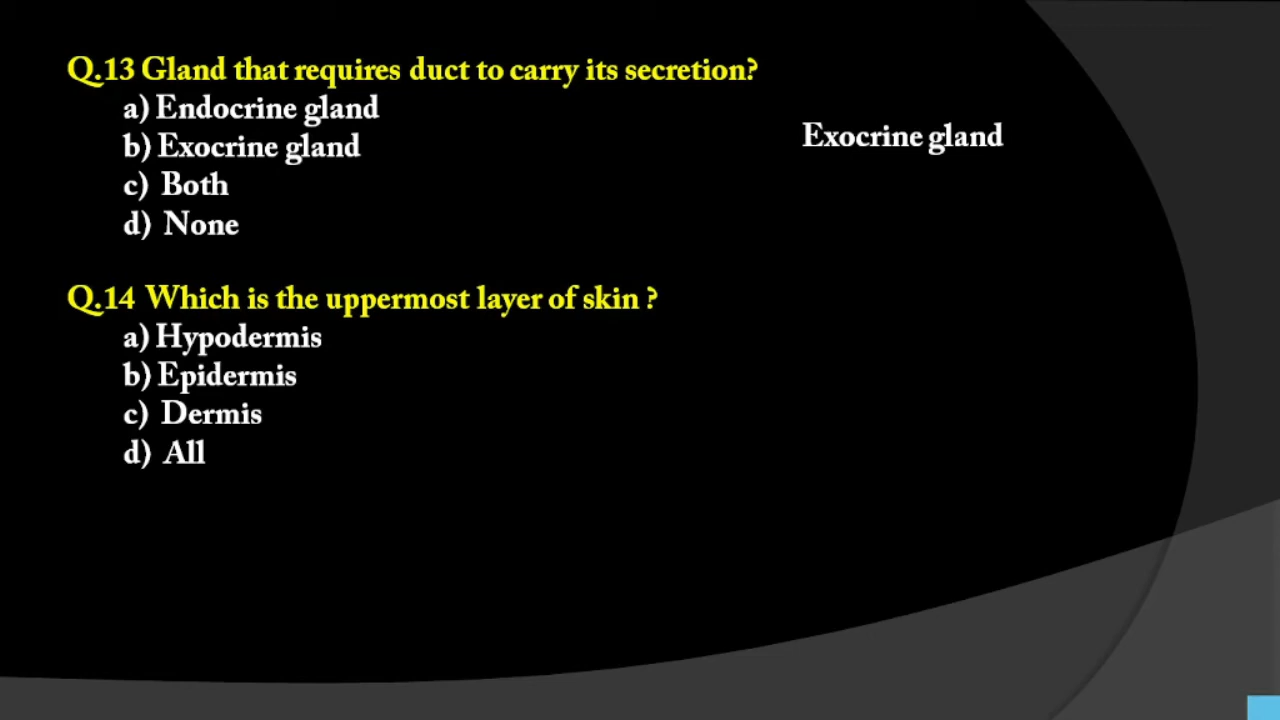 Q.13 Gland that requires duct to carry its secretion?
a) Endocrine gland
b) Exocrine gland
c) Both
d) None
Exocrine gland
Q.14 Which is the uppermost layer of skin ?
a) Hypodermis
b) Epidermis
c) Dermis
d) All